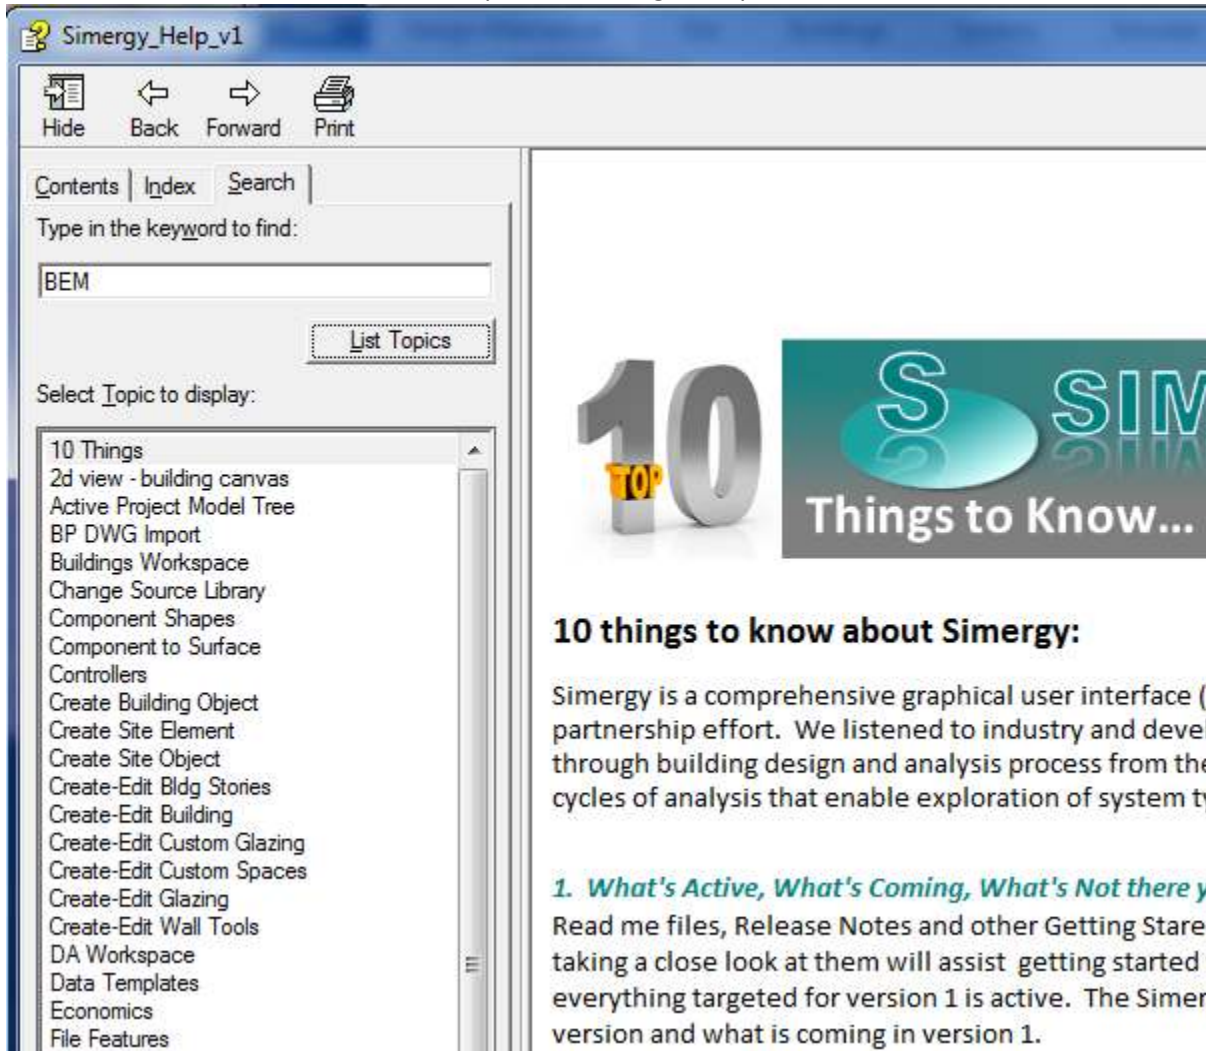 Simergy_Help_v1
Hide Back Forward Print
Contents Index Search
Type in the keyword to find:
BEM
List Topics
Select Topic to display:
10 Things
2d view - building canvas
Active Project Model Tree
BP DWG Import
Buildings Workspace
Change Source Library
Component Shapes
Component to Surface
Controllers
Create Building Object
Create Site Element
Create Site Object
Create-Edit Bldg Stories
Create-Edit Building
Create-Edit Custom Glazing
Create-Edit Custom Spaces
Create-Edit Glazing
Create-Edit Wall Tools
DA Workspace
Data Templates
Economics
File Features
10
TOP
S SIM
Things to Know...
10 things to know about Simergy:
Simergy is a comprehensive graphical user interface (
partnership effort. We listened to industry and deve
through building design and analysis process from the
cycles of analysis that enable exploration of system ty
1. What's Active, What's Coming, What's Not there y
Read me files, Release Notes and other Getting Stare
taking a close look at them will assist getting started
everything targeted for version 1 is active. The Simer
version and what is coming in version 1.